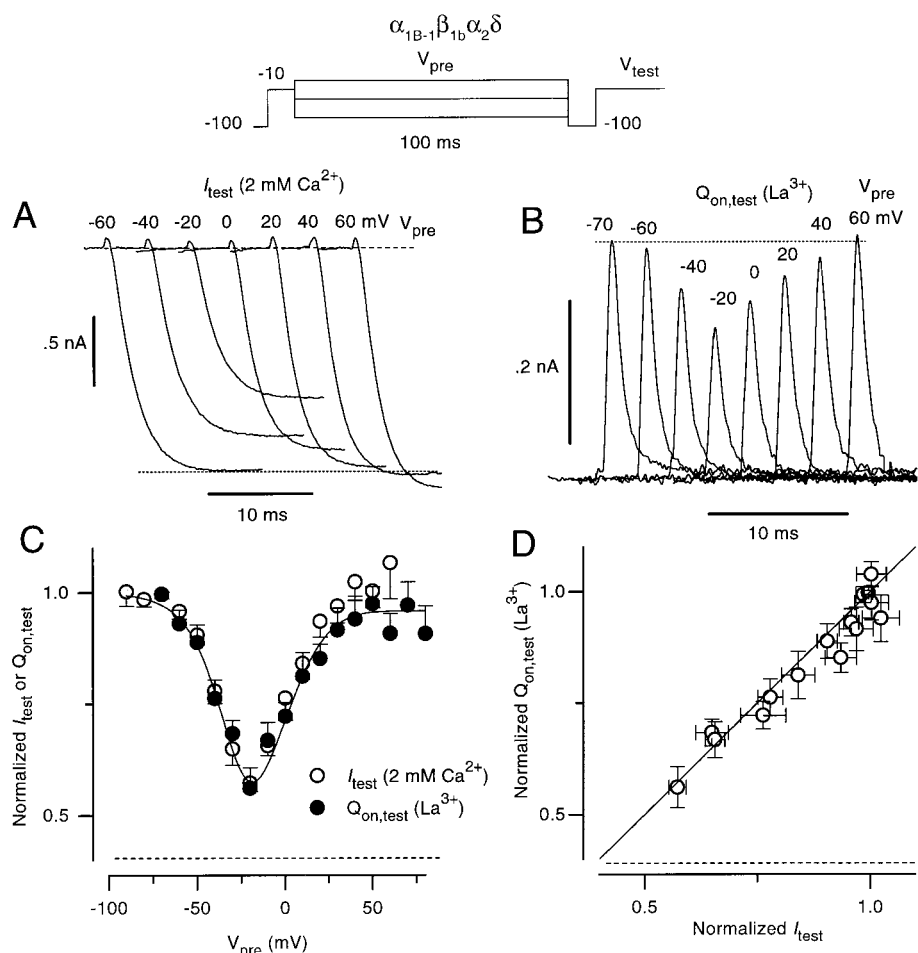 α1B-1β1bα2δ
Vpre
Vtest
-10
-100
-100
100 ms
A
Itest (2 mM Ca2+)
-60 -40 -20 0 20 40 60 mV Vpre
.5 nA
10 ms
B
Qon,test (La3+)
Vpre
-70 -60 -40 -20 0 20 40 60 mV
.2 nA
10 ms
C
Normalized Itest or Qon,test
1.0
0.5
Itest (2 mM Ca2+)
Qon,test (La3+)
-100 -50 0 50
Vpre (mV)
D
Normalized Qon,test (La3+)
1.0
0.5
0.5 1.0
Normalized Itest